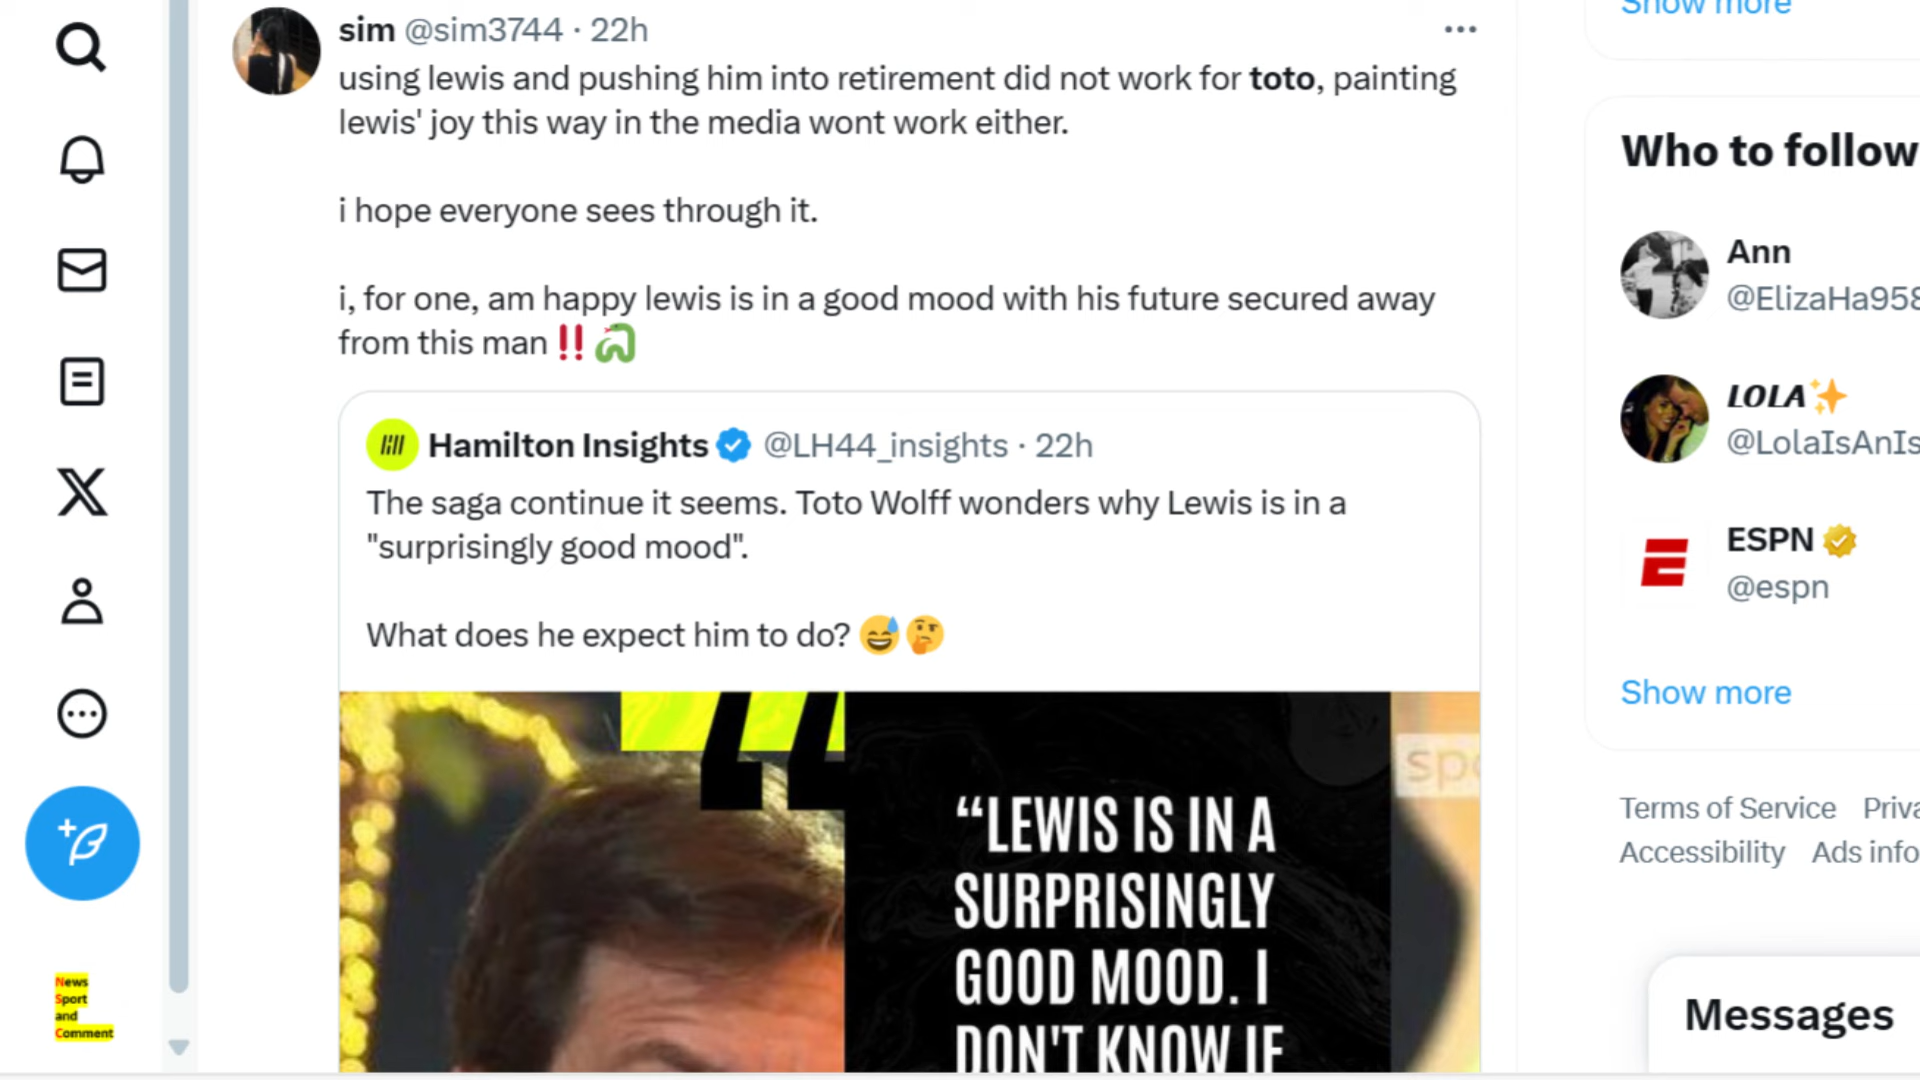 Show more
sim @sim3744 · 22h
using lewis and pushing him into retirement did not work for toto, painting
lewis' joy this way in the media wont work either.
i hope everyone sees through it.
i, for one, am happy lewis is in a good mood with his future secured away
from this man ‼️🐍
Hamilton Insights @LH44_insights · 22h
The saga continue it seems. Toto Wolff wonders why Lewis is in a
"surprisingly good mood".
What does he expect him to do? 😅🤔
“LEWIS IS IN A
SURPRISINGLY
GOOD MOOD. I
DON'T KNOW IF
Who to follow
Ann
@ElizaHa958
LOLA✨
@LolaIsAnIs
ESPN
@espn
Show more
Terms of Service
Accessibility Ads info
Messages
News
Sport
and
Comment